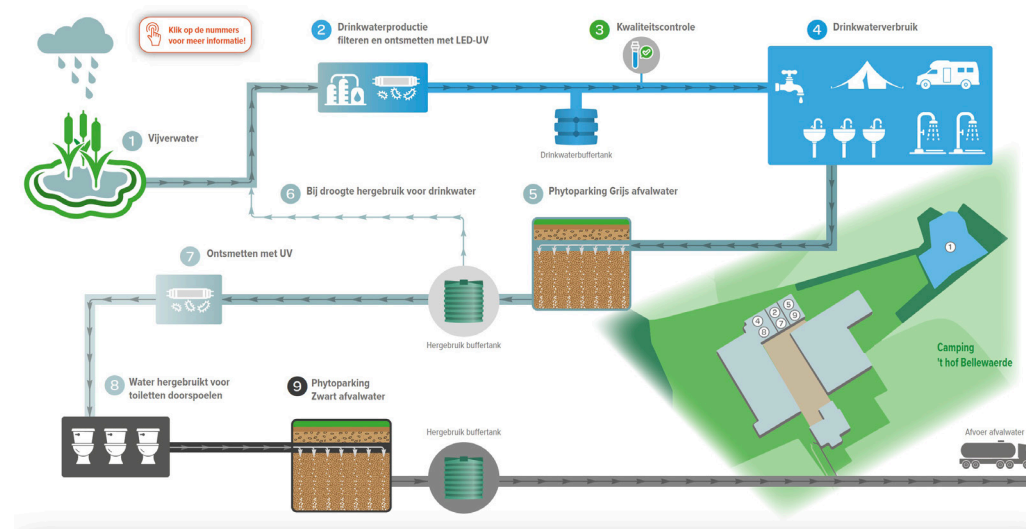 Klik op de nummers
voor meer informatie!
1 Vijverwater
2 Drinkwaterproductie
filteren en ontsmetten met LED-UV
3 Kwaliteitscontrole
Drinkwaterbuffertank
4 Drinkwaterverbruik
5 Phytoparking Grijs afvalwater
6 Bij droogte hergebruik voor drinkwater
7 Ontsmetten met UV
Hergebruik buffertank
8 Water hergebruikt voor
toiletten doorspoelen
9 Phytoparking
Zwart afvalwater
Hergebruik buffertank
1
5
2
9
4
7
8
Camping
't hof Bellewaerde
Afvoer afvalwater